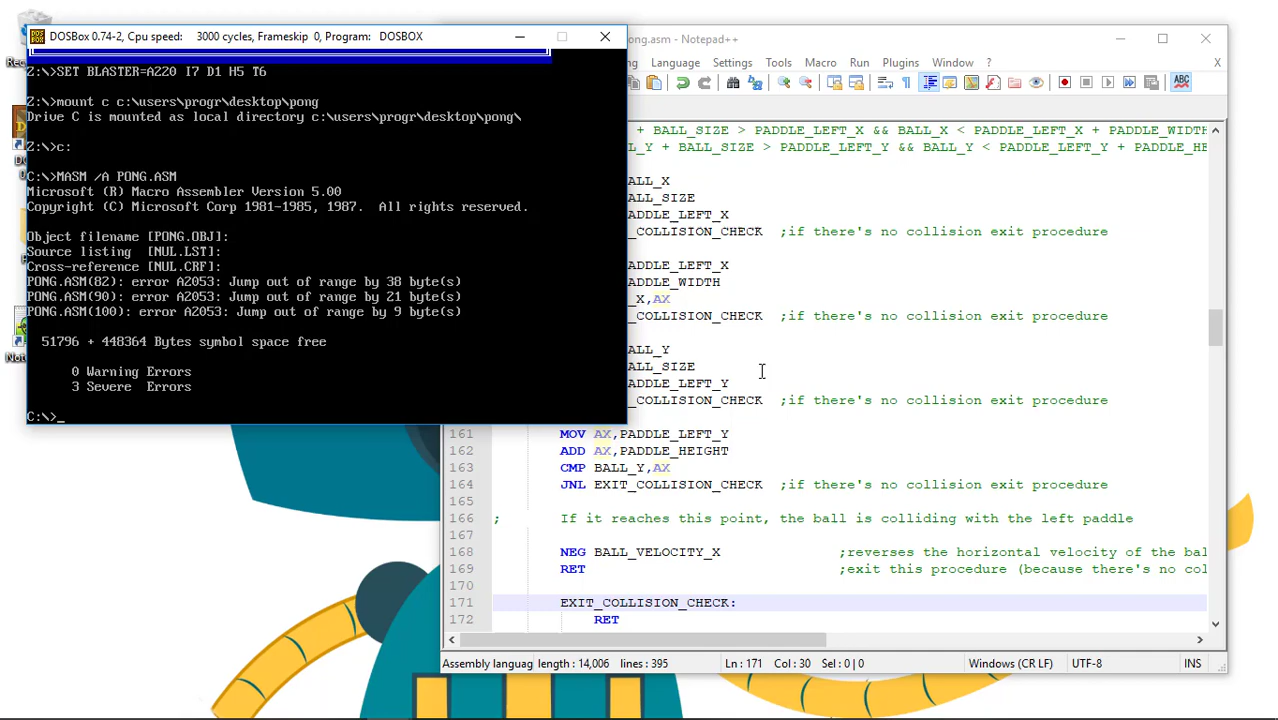 DOSBox 0.74-2, Cpu speed: 3000 cycles, Frameskip 0, Program: DOSBOX
Z:\>SET BLASTER=A220 I7 D1 H5 T6
Z:\>mount c c:\users\progr\desktop\pong
Drive C is mounted as local directory c:\users\progr\desktop\pong\
Z:\>c:
C:\>MASM /A PONG.ASM
Microsoft (R) Macro Assembler Version 5.00
Copyright (C) Microsoft Corp 1981-1985, 1987. All rights reserved.
Object filename [PONG.OBJ]:
Source listing [NUL.LST]:
Cross-reference [NUL.CRF]:
PONG.ASM(82): error A2053: Jump out of range by 38 byte(s)
PONG.ASM(90): error A2053: Jump out of range by 21 byte(s)
PONG.ASM(100): error A2053: Jump out of range by 9 byte(s)
51796 + 448364 Bytes symbol space free
0 Warning Errors
3 Severe Errors
C:\>_
ong.asm - Notepad++
Language Settings Tools Macro Run Plugins Window ?
+ BALL_SIZE > PADDLE_LEFT_X && BALL_X < PADDLE_LEFT_X + PADDLE_WIDTH
L_Y + BALL_SIZE > PADDLE_LEFT_Y && BALL_Y < PADDLE_LEFT_Y + PADDLE_HE
ALL_X
ALL_SIZE
ADDLE_LEFT_X
_COLLISION_CHECK ;if there's no collision exit procedure
ADDLE_LEFT_X
ADDLE_WIDTH
_X,AX
_COLLISION_CHECK ;if there's no collision exit procedure
ALL_Y
ALL_SIZE
ADDLE_LEFT_Y
_COLLISION_CHECK ;if there's no collision exit procedure
161 MOV AX,PADDLE_LEFT_Y
162 ADD AX,PADDLE_HEIGHT
163 CMP BALL_Y,AX
164 JNL EXIT_COLLISION_CHECK ;if there's no collision exit procedure
165
166 ; If it reaches this point, the ball is colliding with the left paddle
167
168 NEG BALL_VELOCITY_X ;reverses the horizontal velocity of the bal
169 RET ;exit this procedure (because there's no col
170
171 EXIT_COLLISION_CHECK:
172 RET
Assembly languag length : 14,006 lines : 395 Ln : 171 Col : 30 Sel : 0 | 0 Windows (CR LF) UTF-8 INS